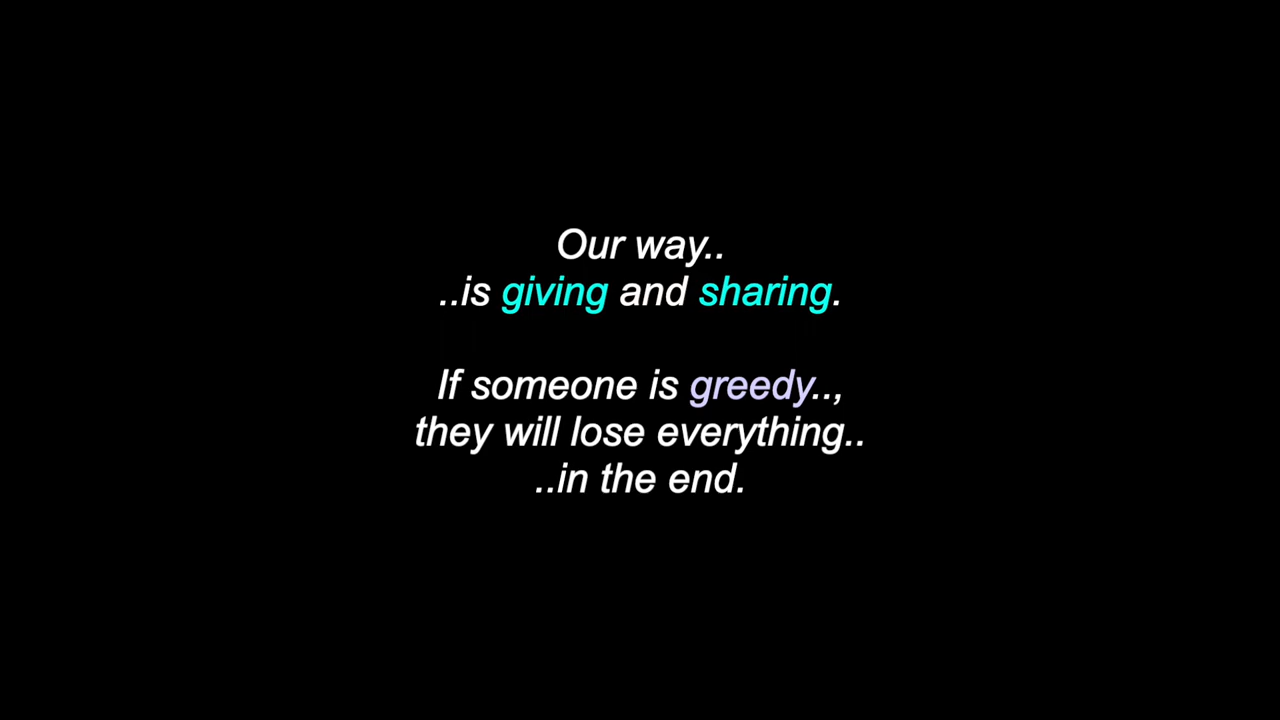 Our way..
..is giving and sharing.
If someone is greedy..,
they will lose everything..
..in the end.